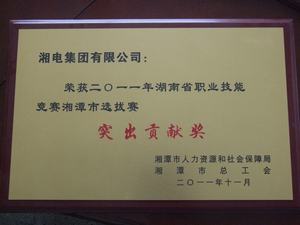 湘电集团有限公司：
荣获二〇一一年湖南省职业技能
竞赛湘潭市选拔赛
突出贡献奖
湘潭市人力资源和社会保障局
湘潭市总工会
二〇一一年十一月